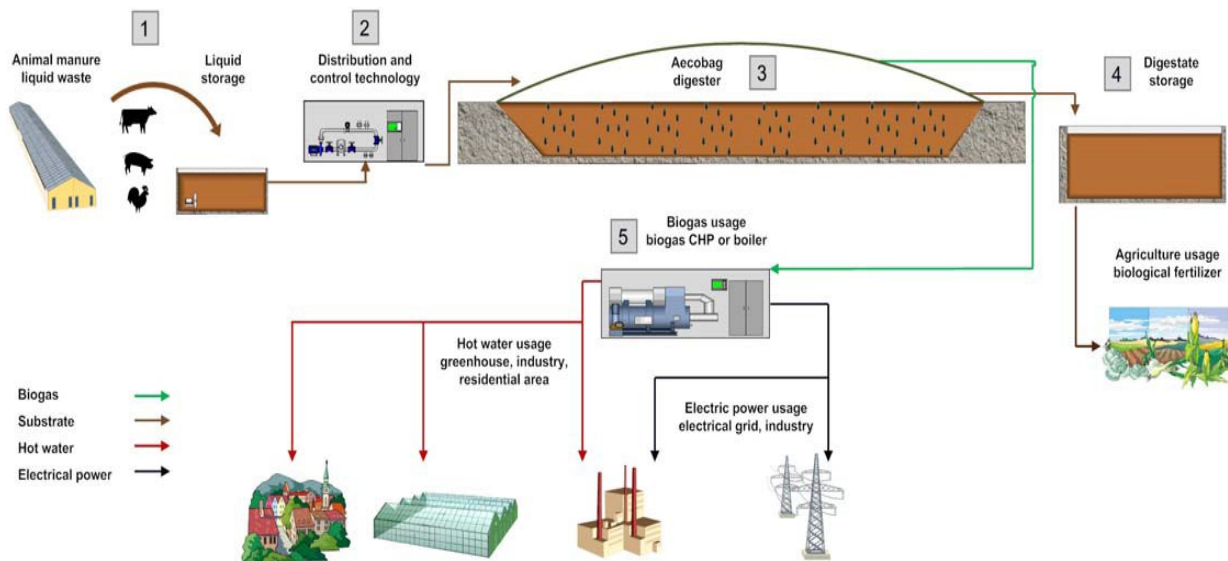 1
Animal manure
liquid waste
Liquid
storage
2
Distribution and
control technology
Aecobag
digester
3
4
Digestate
storage
5
Biogas usage
biogas CHP or boiler
Agriculture usage
biological fertilizer
Hot water usage
greenhouse, industry,
residential area
Electric power usage
electrical grid, industry
Biogas
Substrate
Hot water
Electrical power